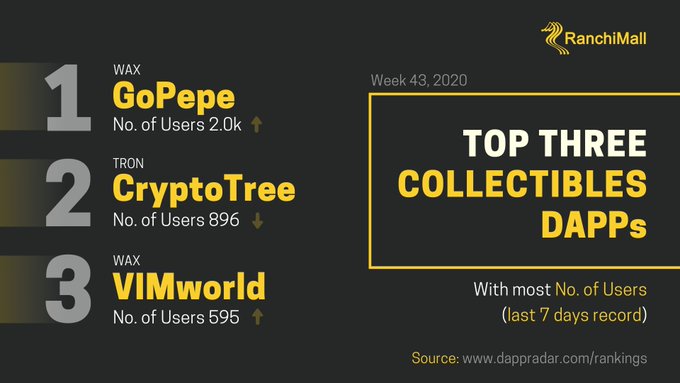 RanchiMall
1
WAX
GoPepe
No. of Users 2.0k
2
TRON
CryptoTree
No. of Users 896
3
WAX
VIMworld
No. of Users 595
Week 43, 2020
TOP THREE
COLLECTIBLES
DAPPs
With most No. of Users
(last 7 days record)
Source: www.dappradar.com/rankings